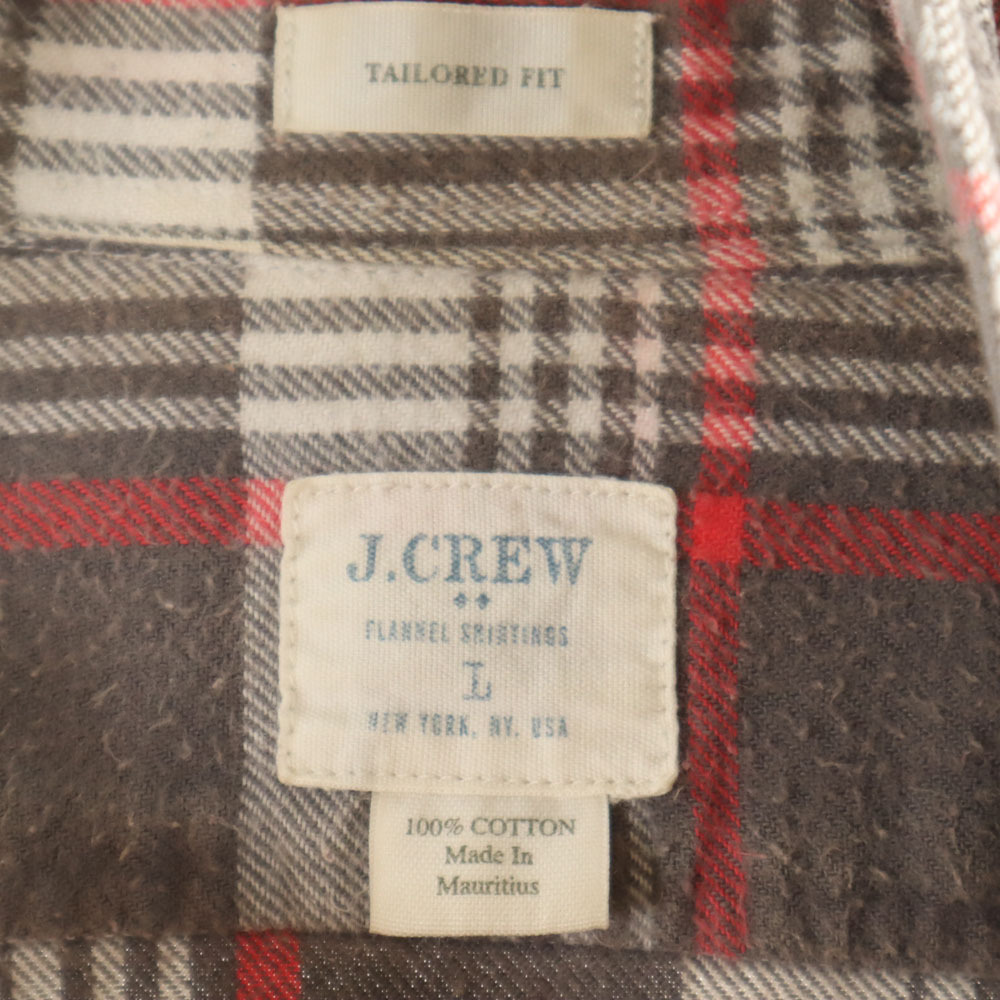 TAILORED FIT
J.CREW
FLANNEL SHIRTINGS
L
NEW YORK, NY. USA
100% COTTON
Made In
Mauritius